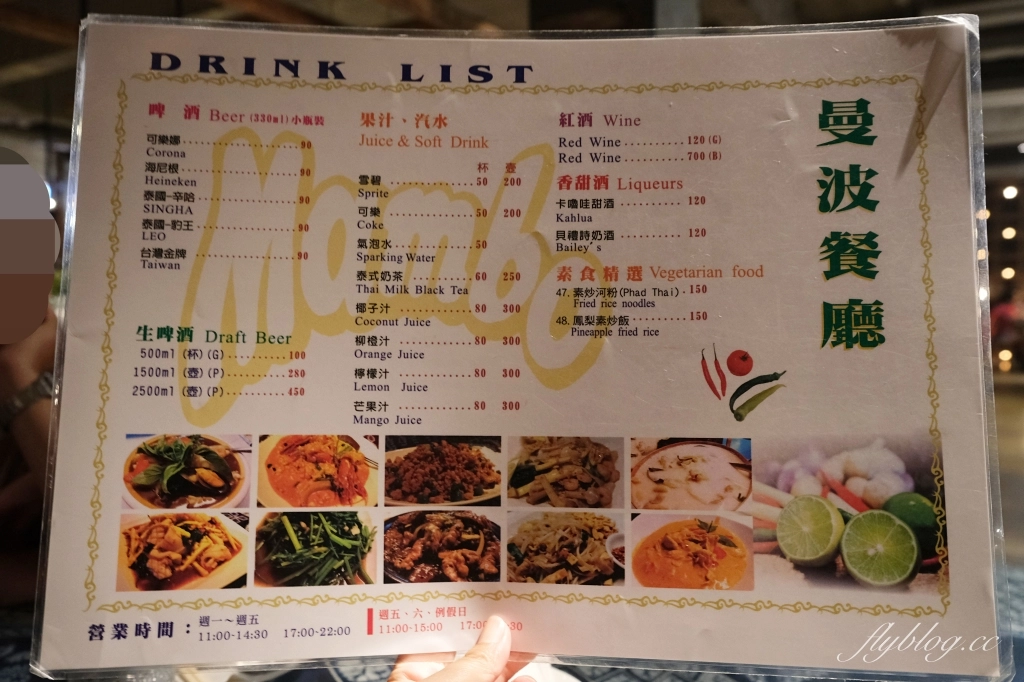 DRINK LIST
啤 酒 Beer (330ml)小瓶裝
可樂娜..........90
Corona
海尼根..........90
Heineken
泰國-辛哈..........90
SINGHA
泰國-豹王..........90
LEO
台灣金牌..........90
Taiwan
生啤酒 Draft Beer
500ml (杯)(G)..........100
1500ml (壺)(P)..........280
2500ml (壺)(P)..........450
果汁、汽水
Juice & Soft Drink
杯 壺
雪碧..........50 200
Sprite
可樂..........50 200
Coke
氣泡水..........50
Sparking Water
泰式奶茶..........60 250
Thai Milk Black Tea
椰子汁..........80 300
Coconut Juice
柳橙汁..........80 300
Orange Juice
檸檬汁..........80 300
Lemon Juice
芒果汁..........80 300
Mango Juice
紅酒 Wine
Red Wine..........120(G)
Red Wine..........700(B)
香甜酒 Liqueurs
卡嚕哇甜酒..........120
Kahlua
貝禮詩奶酒..........120
Bailey's
素食精選 Vegetarian food
47. 素炒河粉(Phad Thai).150
Fried rice noodles
48. 鳳梨素炒飯..........150
Pineapple fried rice
曼波餐廳
Mambo
營業時間：
週一～週五
11:00-14:30 17:00-22:00
週五、六、例假日
11:00-15:00
flyblog.cc